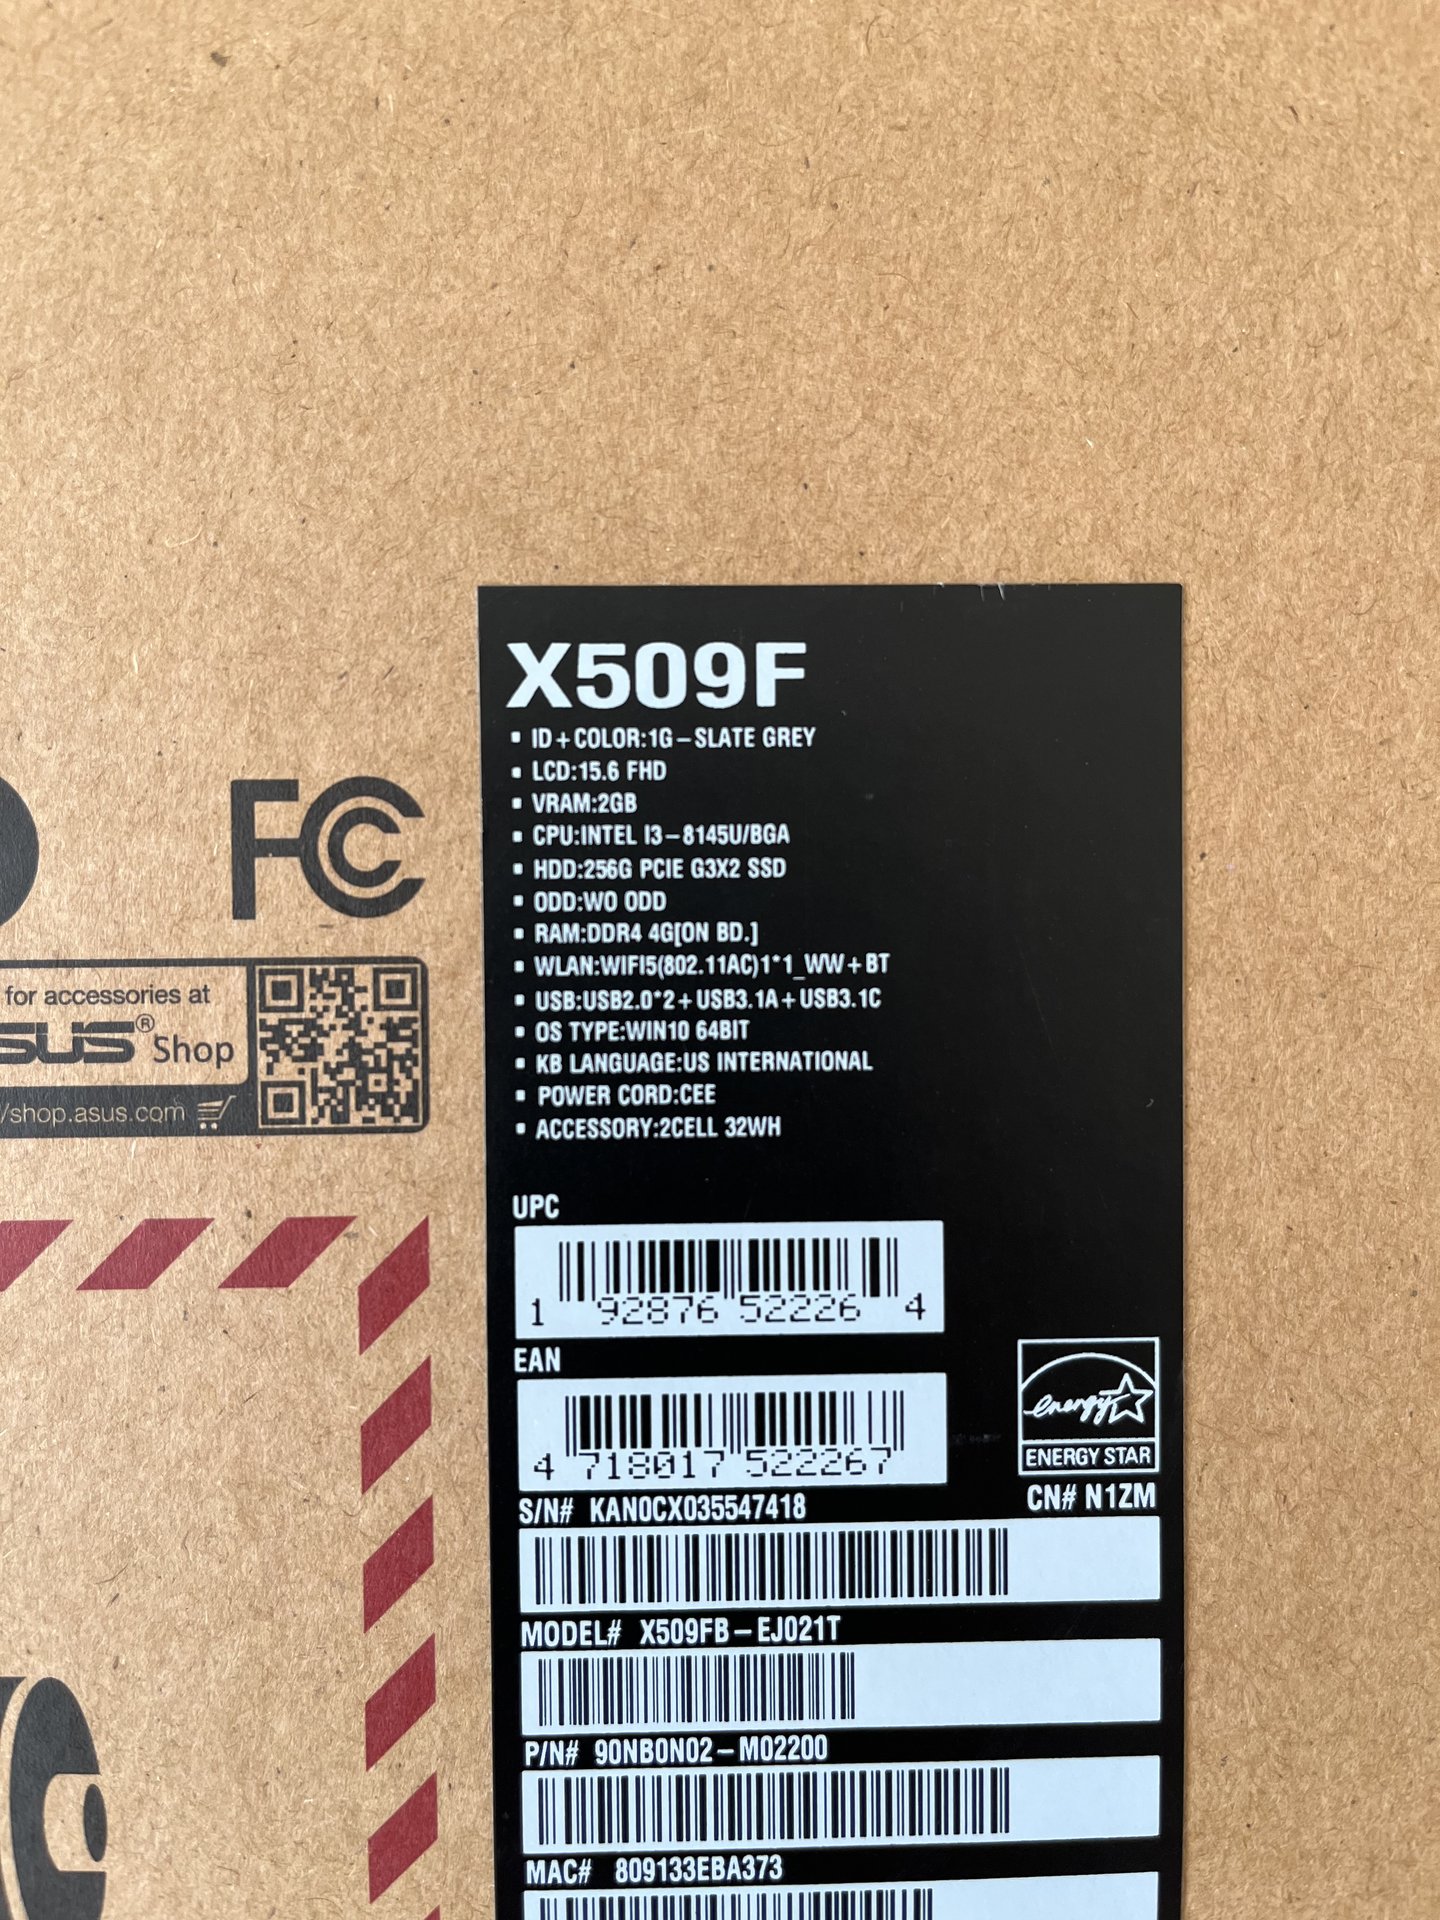 X509F
▪ ID+COLOR:1G-SLATE GREY
▪ LCD:15.6 FHD
▪ VRAM:2GB
▪ CPU:INTEL I3-8145U/BGA
▪ HDD:256G PCIE G3X2 SSD
▪ ODD:WO ODD
▪ RAM:DDR4 4G[ON BD.]
▪ WLAN:WIFI5(802.11AC)1*1_WW+BT
▪ USB:USB2.0*2+USB3.1A+USB3.1C
▪ OS TYPE:WIN10 64BIT
▪ KB LANGUAGE:US INTERNATIONAL
▪ POWER CORD:CEE
▪ ACCESSORY:2CELL 32WH
UPC
1 92876 52226 4
EAN
4 718017 522267
energy
ENERGY STAR
S/N# KAN0CX035547418
CN# N1ZM
MODEL# X509FB-EJ021T
P/N# 90NB0N02-M02200
MAC# 809133EBA373
FC
for accessories at
SUS® Shop
/shop.asus.com